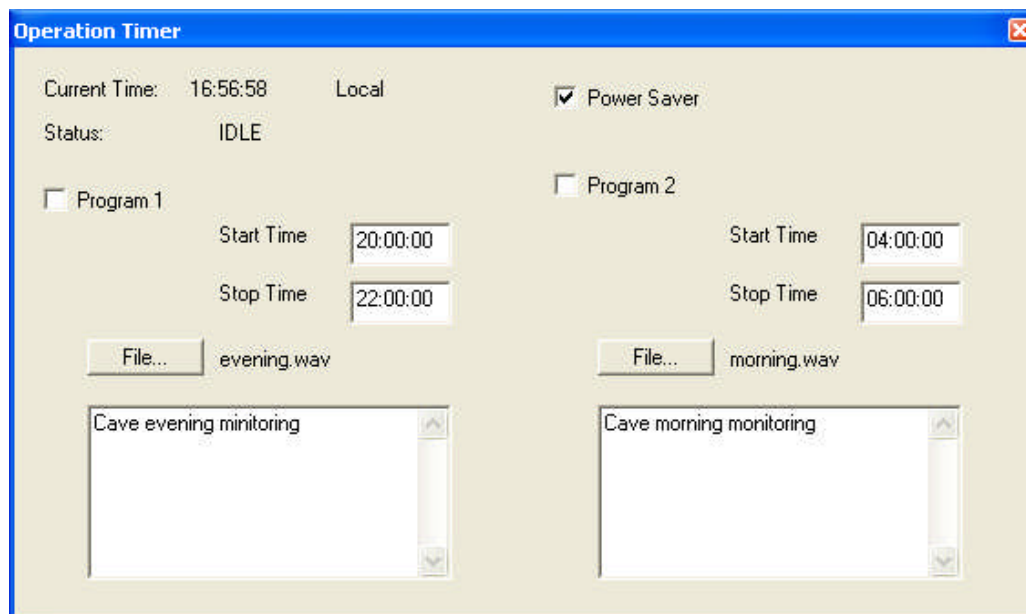 Operation Timer
Current Time: 16:56:58 Local
Power Saver
Status: IDLE
Program 1
Program 2
Start Time 20:00:00
Start Time 04:00:00
Stop Time 22:00:00
Stop Time 06:00:00
File... evening.wav
File... morning.wav
Cave evening minitoring
Cave morning monitoring